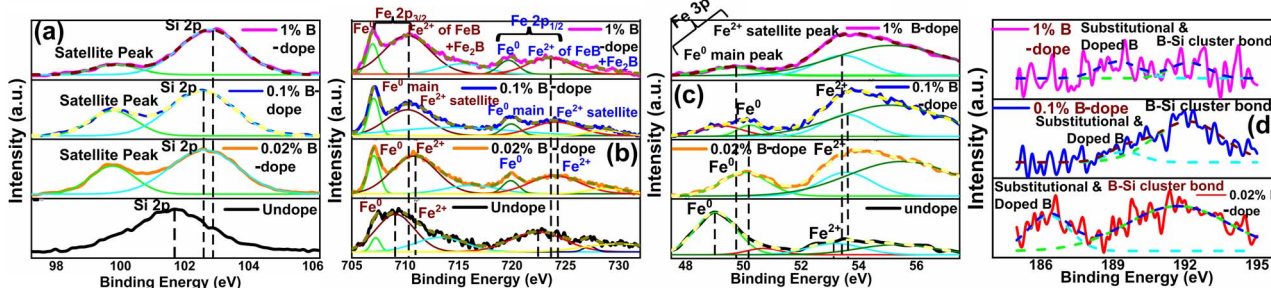 (a)
Si 2p
1% B
-dope
Satellite Peak
Si 2p
0.1% B-
dope
Satellite Peak
Si 2p
0.02% B
-dope
Satellite Peak
Si 2p
Undope
Intensity (a.u.)
98 100 102 104 106
Binding Energy (eV)
Fe 2p3/2
Fe 2p1/2
1% B
-dope
Fe0
Fe2+ of FeB
+Fe2B
Fe0
Fe2+ of FeB
+Fe2B
Fe0 main
0.1% B-dope
Fe2+ satellite
Fe0 main
Fe2+ satellite
Fe0
Fe2+
0.02% B-dope
(b)
Fe0
Fe2+
Fe0
Fe2+
Undope
Intensity (a.u.)
705 710 715 720 725 730
Binding Energy (eV)
Fe 3p
Fe2+ satellite peak
1% B-dope
Fe0 main peak
(c)
Fe0
Fe2+
0.1% B
-dope
0.02% B-dope
Fe0
Fe2+
undope
Fe2+
Intensity (a.u.)
48 50 52 54 56
Binding Energy (eV)
1% B
-dope
Substitutional &
Doped B
B-Si cluster bond
0.1% B-dope
B-Si cluster bond
Substitutional &
Doped B
(d)
Substitutional &
Doped B
B-Si cluster bond
0.02% B
-dope
Intensity (a.u.)
186 189 192 195
Binding Energy (eV)